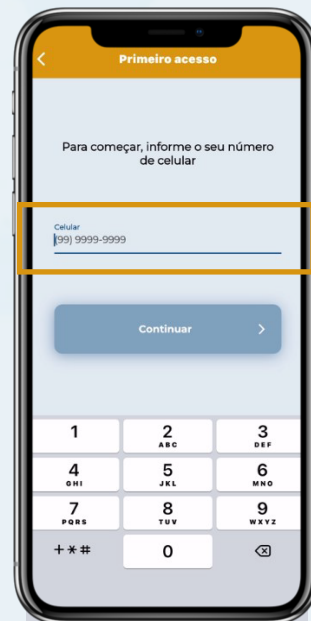 Primeiro acesso
Para começar, informe o seu número
de celular
Celular
(99) 9999-9999
Continuar
1
2
3
ABC
DEF
4
5
6
GHI
JKL
MNO
7
8
9
PQRS
TUV
WXYZ
+*#
0